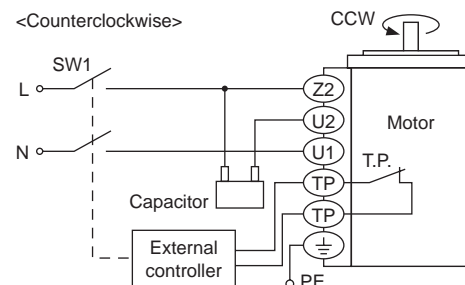 <Counterclockwise>
CCW
SW1
L
Z2
U2
Motor
N
U1
T.P.
TP
Capacitor
TP
External
controller
PE